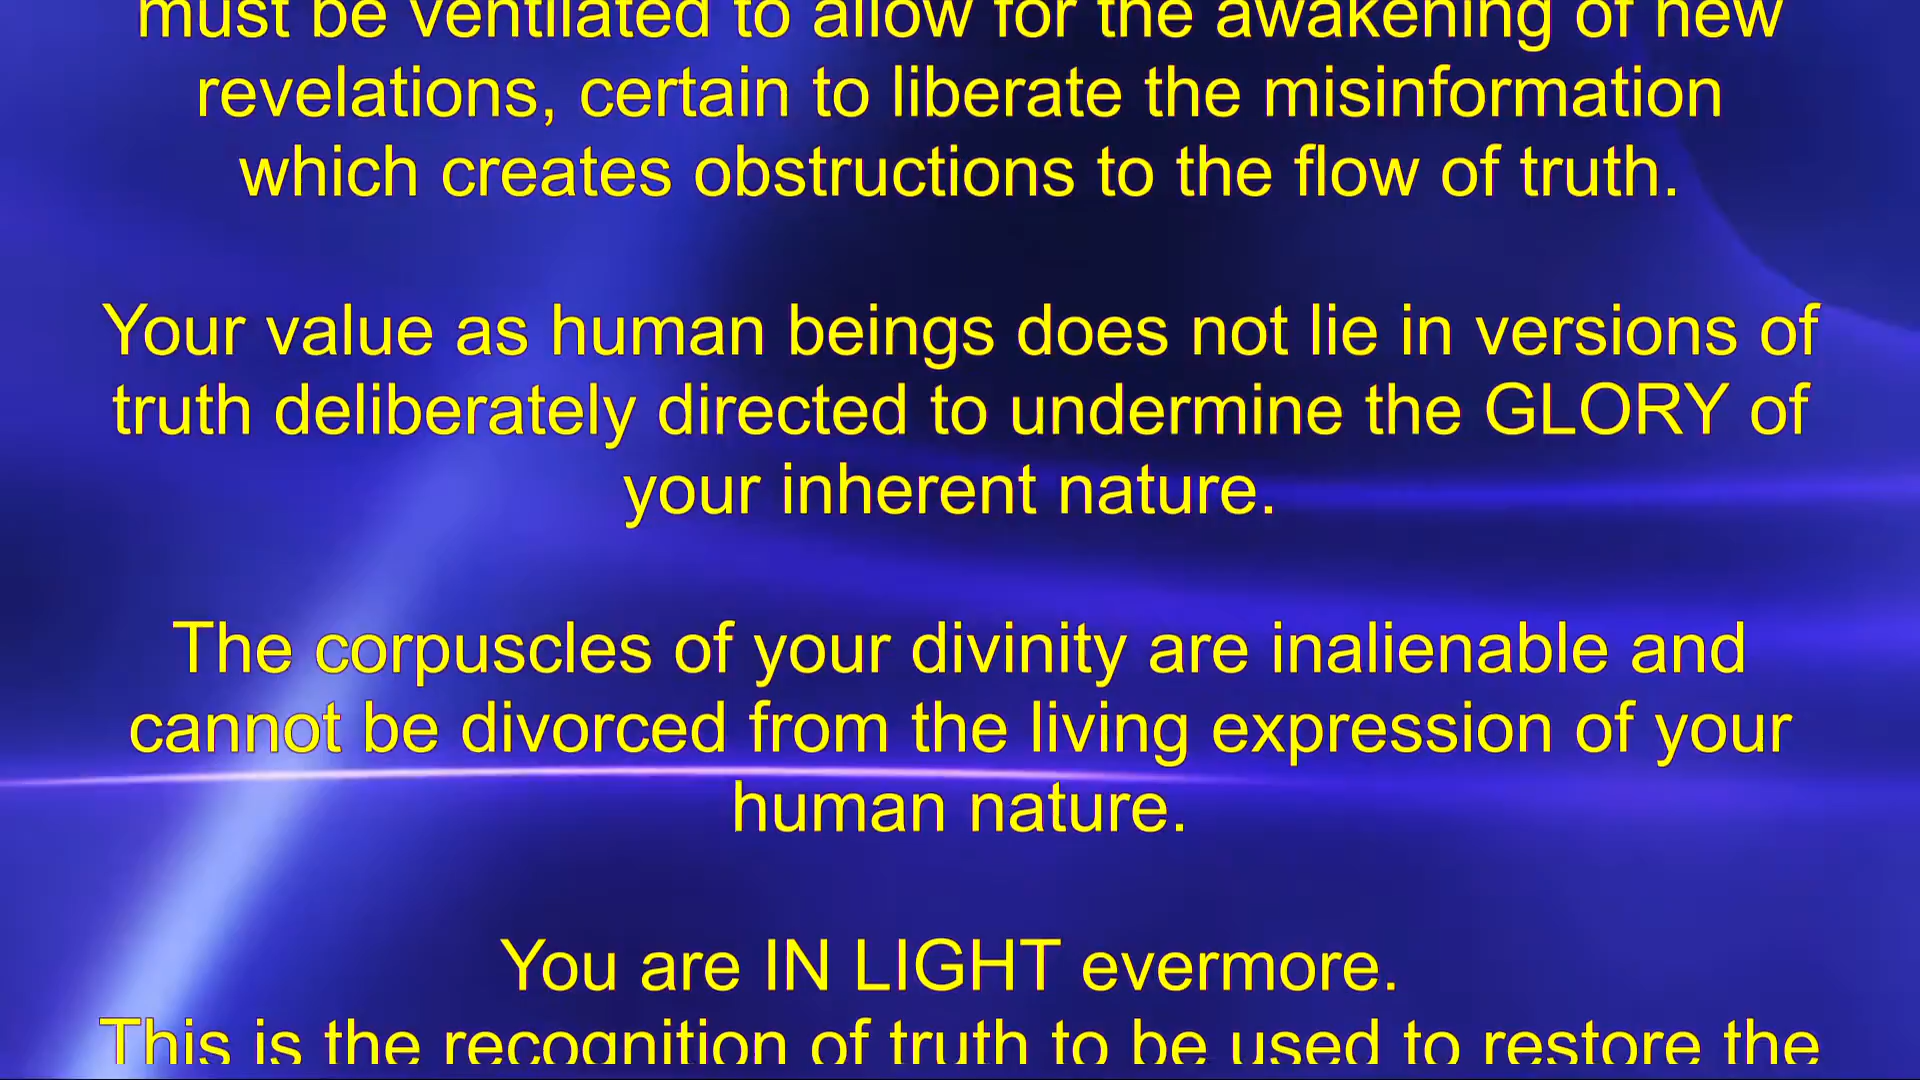 must be ventilated to allow for the awakening of new
revelations, certain to liberate the misinformation
which creates obstructions to the flow of truth.
Your value as human beings does not lie in versions of
truth deliberately directed to undermine the GLORY of
your inherent nature.
The corpuscles of your divinity are inalienable and
cannot be divorced from the living expression of your
human nature.
You are IN LIGHT evermore.
This is the recognition of truth to be used to restore the